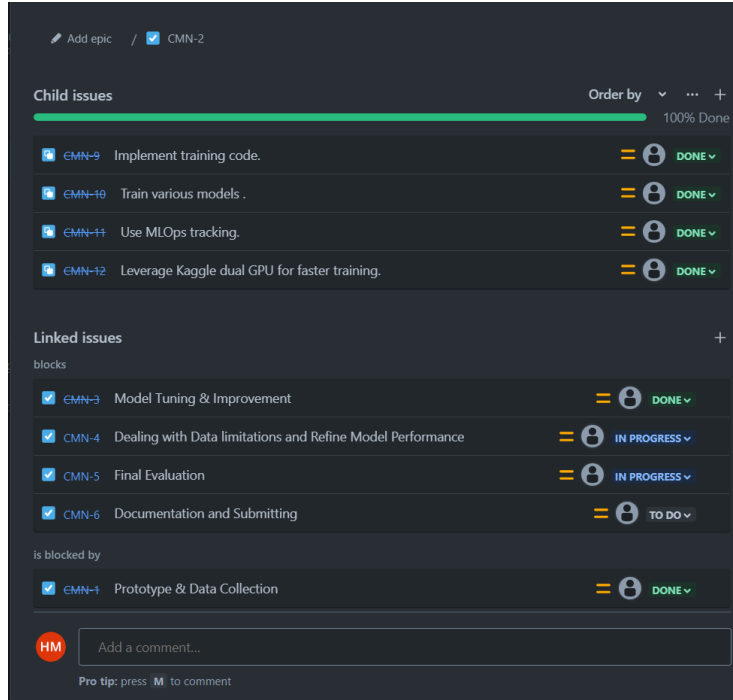 Add epic / CMN-2
Child issues Order by
100% Done
CMN-9 Implement training code. DONE
CMN-10 Train various models . DONE
CMN-11 Use MLOps tracking. DONE
CMN-12 Leverage Kaggle dual GPU for faster training. DONE
Linked issues
blocks
CMN-3 Model Tuning & Improvement DONE
CMN-4 Dealing with Data limitations and Refine Model Performance IN PROGRESS
CMN-5 Final Evaluation IN PROGRESS
CMN-6 Documentation and Submitting TO DO
is blocked by
CMN-1 Prototype & Data Collection DONE
HM Add a comment...
Pro tip: press M to comment